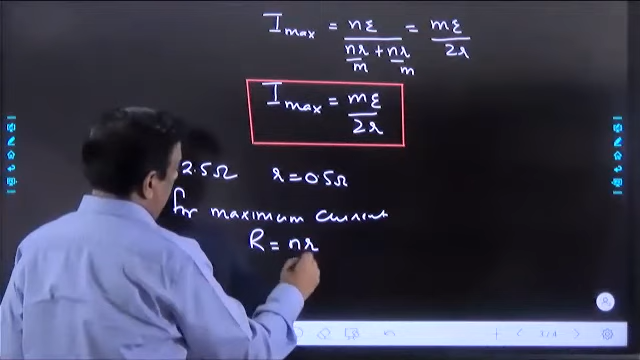 Imax = nε / (nr/m + nr/m) = mε / 2r
Imax = mε / 2r
2.5Ω r = 0.5Ω
for maximum current
R = nr